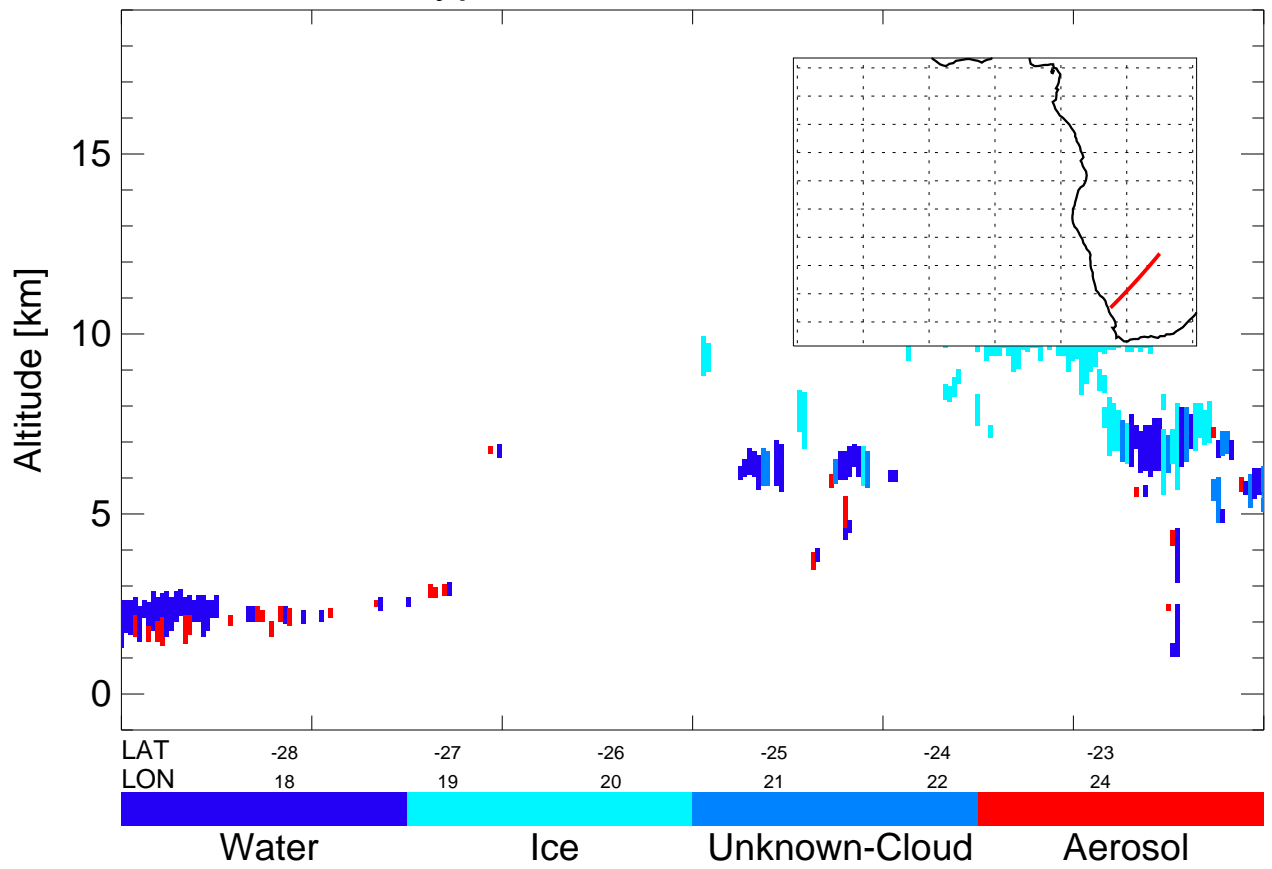 15
10
5
0
Altitude [km]
LAT -28 -27 -26 -25 -24 -23
LON 18 19 20 21 22 24
Water Ice Unknown-Cloud Aerosol